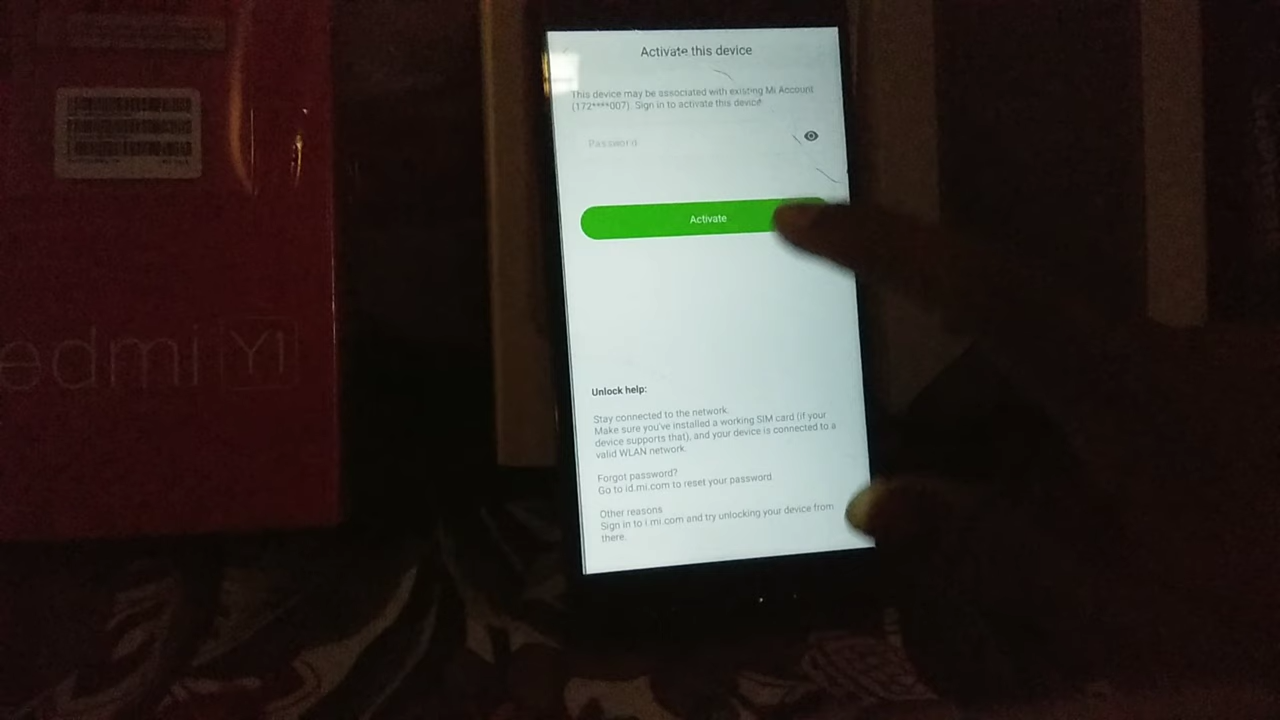 edmi Y1
Activate this device
This device may be associated with existing Mi Account
(172****007). Sign in to activate this device
Password
Activate
Unlock help:
Stay connected to the network.
Make sure you've installed a working SIM card (if your
device supports that), and your device is connected to a
valid WLAN network.
Forgot password?
Go to id.mi.com to reset your password
Other reasons
Sign in to i.mi.com and try unlocking your device from
there.